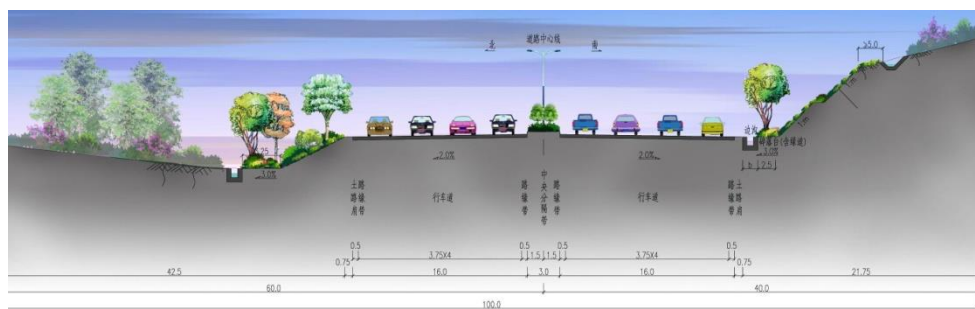 道路中心线
北
南
≥5.0
1:m
1:m
边沟
碎落台(含绿道)
3.0%
b 2.5
2.5
3.0%
2.0%
2.0%
土路肩
路缘带
行车道
路缘带
中央分隔带
路缘带
行车道
路缘带
土路肩
0.5 0.5 0.5 0.5
3.75X4 1.5 1.5 3.75X4
0.75 0.75
42.5 16.0 3.0 16.0 21.75
60.0 40.0
100.0